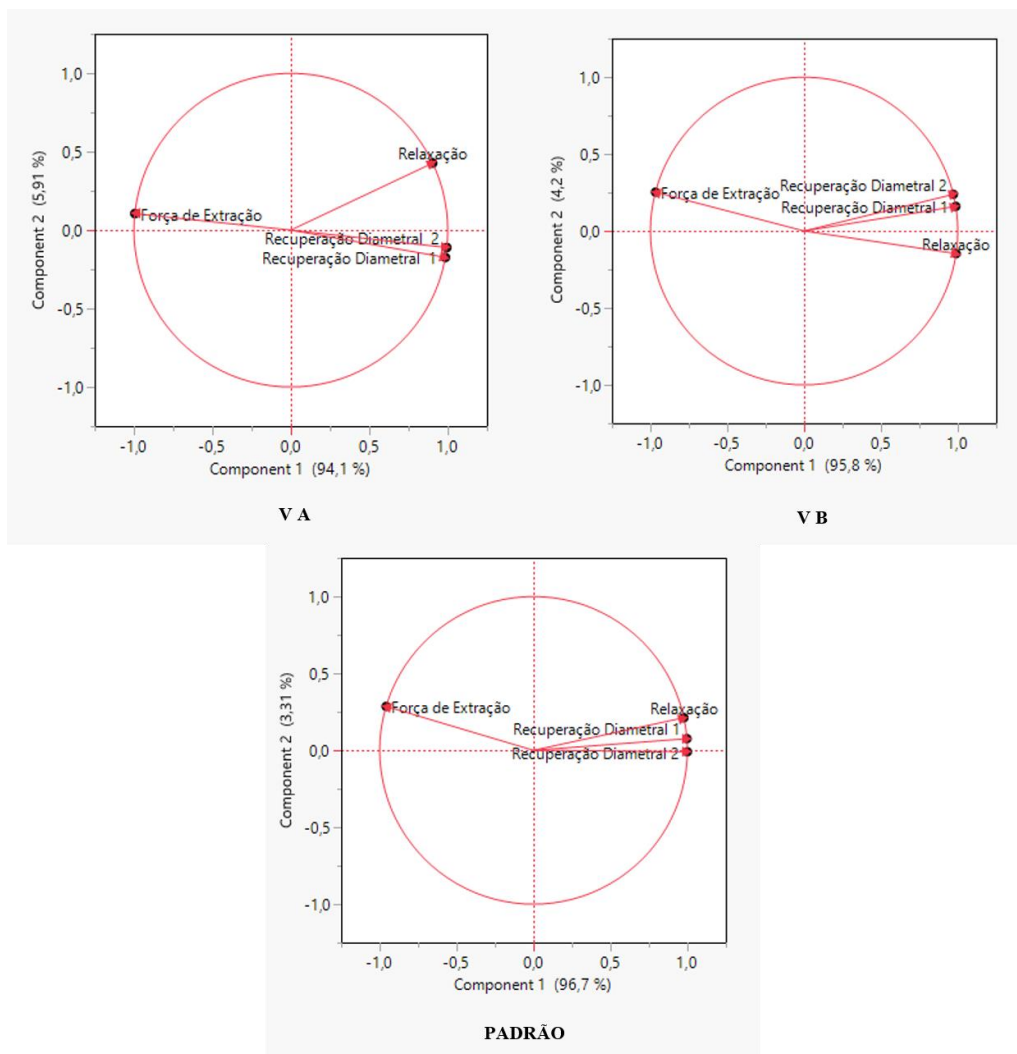 1,0
0,5
0,0
-0,5
-1,0
Component 2 (5,91 %)
Relaxação
Força de Extração
Recuperação Diametral 2
Recuperação Diametral 1
-1,0 -0,5 0,0 0,5 1,0
Component 1 (94,1 %)
V A
1,0
0,5
0,0
-0,5
-1,0
Component 2 (4,2 %)
Recuperação Diametral 2
Força de Extração
Recuperação Diametral 1
Relaxação
-1,0 -0,5 0,0 0,5 1,0
Component 1 (95,8 %)
V B
1,0
0,5
0,0
-0,5
-1,0
Component 2 (3,31 %)
Força de Extração
Relaxação
Recuperação Diametral 1
Recuperação Diametral 2
-1,0 -0,5 0,0 0,5 1,0
Component 1 (96,7 %)
PADRÃO